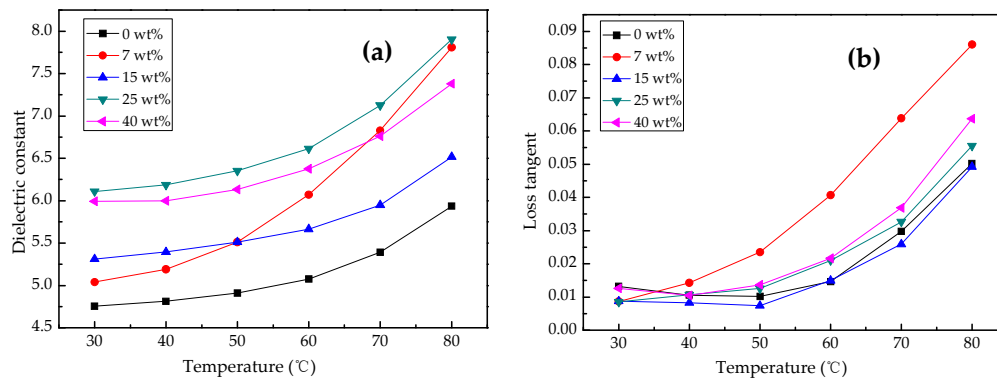 (a)
0 wt%
7 wt%
15 wt%
25 wt%
40 wt%
8.0
7.5
7.0
6.5
6.0
5.5
5.0
4.5
Dielectric constant
30 40 50 60 70 80
Temperature (℃)
(b)
0 wt%
7 wt%
15 wt%
25 wt%
40 wt%
0.09
0.08
0.07
0.06
0.05
0.04
0.03
0.02
0.01
0.00
Loss tangent
30 40 50 60 70 80
Temperature (℃)